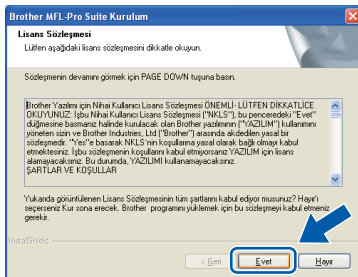 Brother MFL-Pro Suite Kurulum
Lisans Sözleşmesi
Lütfen aşağıdaki lisans sözleşmesini dikkatle okuyun.
Sözleşmenin devamını görmek için PAGE DOWN tuşuna basın.
Brother Yazılımı için Nihai Kullanıcı Lisans Sözleşmesi ÖNEMLİ- LÜTFEN DİKKATLİCE
OKUYUNUZ: İşbu Nihai Kullanıcı Lisans Sözleşmesi ("NKLS"), bu penceredeki "Evet"
düğmesine basmanız halinde kurulacak olan Brother yazılımının ("YAZILIM") kullanımını
yöneten sizin ve Brother Industries, Ltd ("Brother") arasında akdedilen yasal bir
sözleşmedir. "Yes"e basarak NKLS'nin koşullarına yasal olarak bağlı olmayı kabul
etmektesiniz. İşbu sözleşmenin koşullarını kabul etmiyorsanız YAZILIM için lisans
alamayacaksınız. Bu durumda, YAZILIMI kullanamayacaksınız.
ŞARTLAR VE KOŞULLAR
Yukarıda görüntülenen Lisans Sözleşmesinin tüm şartlarını kabul ediyor musunuz? Hayır'ı
seçerseniz Kur sona erecek. Brother programını yüklemek için bu sözleşmeyi kabul etmeniz
gerekir.
InstallShield
< Geri
Evet
Hayır